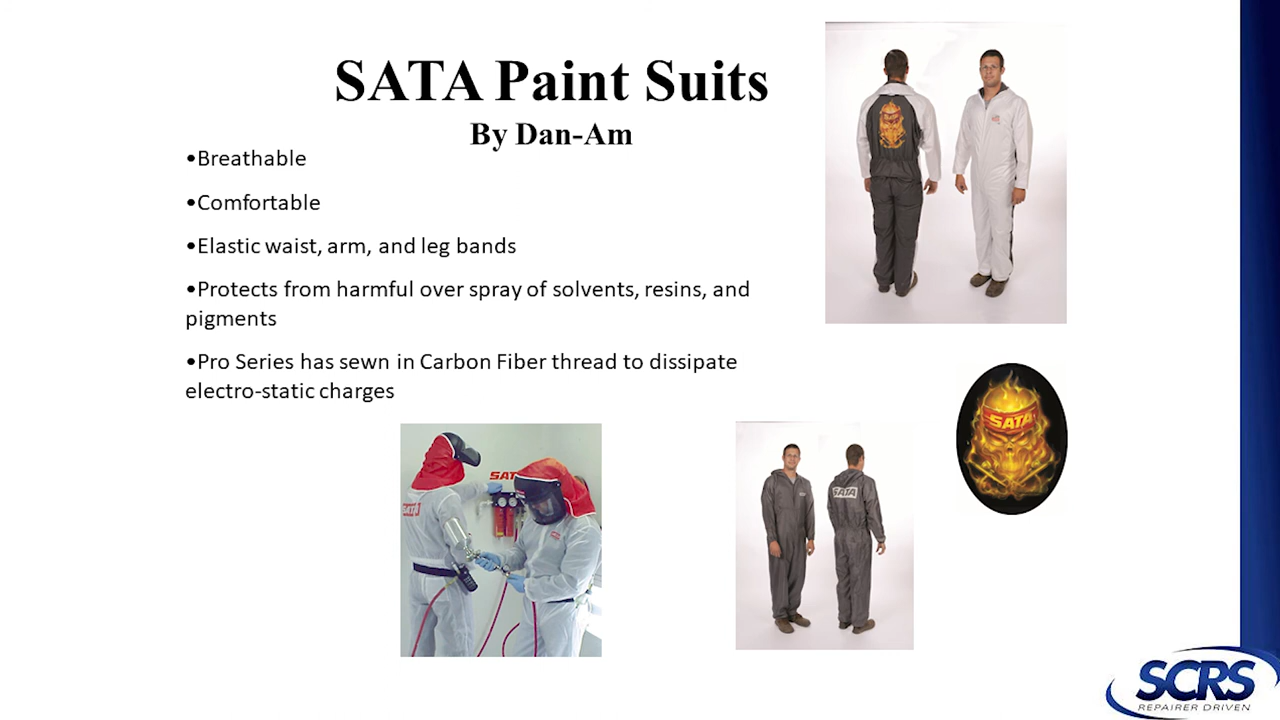 SATA Paint Suits
By Dan-Am
•Breathable
•Comfortable
•Elastic waist, arm, and leg bands
•Protects from harmful over spray of solvents, resins, and
pigments
•Pro Series has sewn in Carbon Fiber thread to dissipate
electro-static charges
SATA
SATA
SATA
SATA
SCRS
REPAIRER DRIVEN